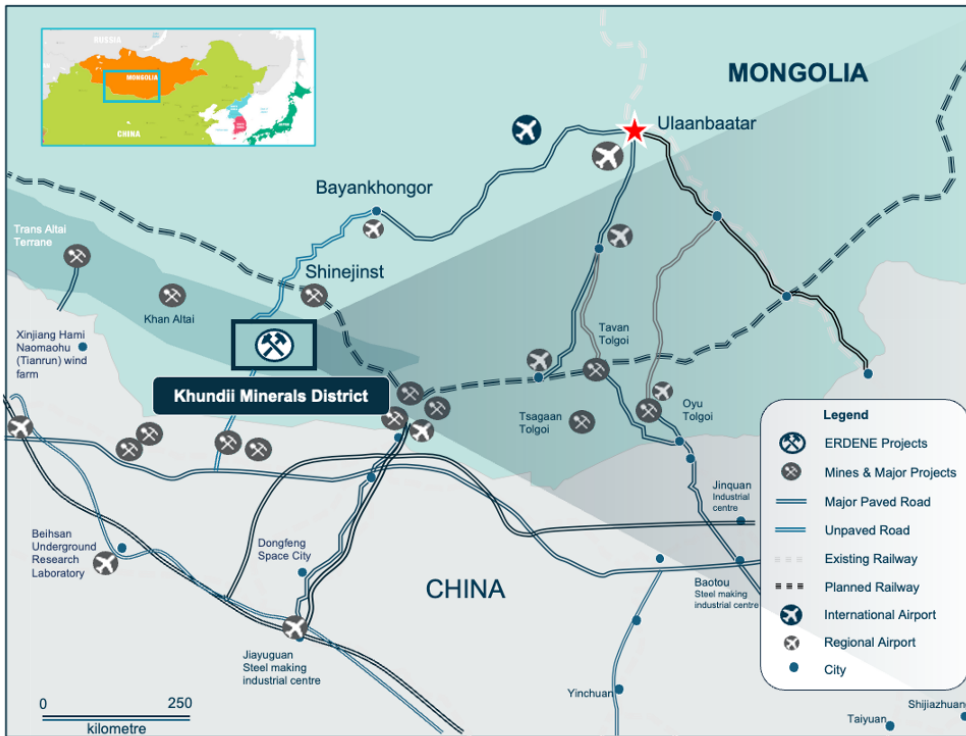 RUSSIA
MONGOLIA
CHINA
JAPAN
MONGOLIA
Ulaanbaatar
Bayankhongor
Trans Altai
Terrane
Shinejinst
Khan Altai
Xinjiang Hami
Naomaohu
(Tianrun) wind
farm
Tavan
Tolgoi
Khundii Minerals District
Tsagaan
Tolgoi
Oyu
Tolgoi
Jinquan
Industrial
centre
Beihsan
Underground
Research
Laboratory
Dongfeng
Space City
CHINA
Baotou
Steel making
industrial centre
Jiayuguan
Steel making
industrial centre
Yinchuan
Taiyuan
Shijiazhuang
0 250
kilometre
Legend
ERDENE Projects
Mines & Major Projects
Major Paved Road
Unpaved Road
Existing Railway
Planned Railway
International Airport
Regional Airport
City